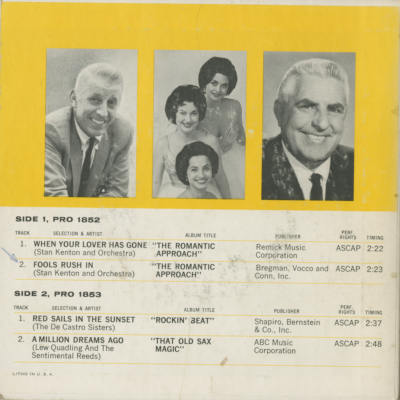 SIDE 1, PRO 1852
TRACK SELECTION & ARTIST ALBUM TITLE PUBLISHER PERF. RIGHTS TIMING
1. WHEN YOUR LOVER HAS GONE "THE ROMANTIC Remick Music ASCAP 2:22
(Stan Kenton and Orchestra) APPROACH" Corporation
2. FOOLS RUSH IN "THE ROMANTIC Bregman, Vocco and ASCAP 2:23
(Stan Kenton and Orchestra) APPROACH" Conn, Inc.
SIDE 2, PRO 1853
TRACK SELECTION & ARTIST ALBUM TITLE PUBLISHER PERF. RIGHTS TIMING
1. RED SAILS IN THE SUNSET "ROCKIN' BEAT" Shapiro, Bernstein ASCAP 2:37
(The De Castro Sisters) & Co., Inc.
2. A MILLION DREAMS AGO "THAT OLD SAX ABC Music ASCAP 2:48
(Lew Quadling And The MAGIC" Corporation
Sentimental Reeds)
LITHO IN U.S.A.